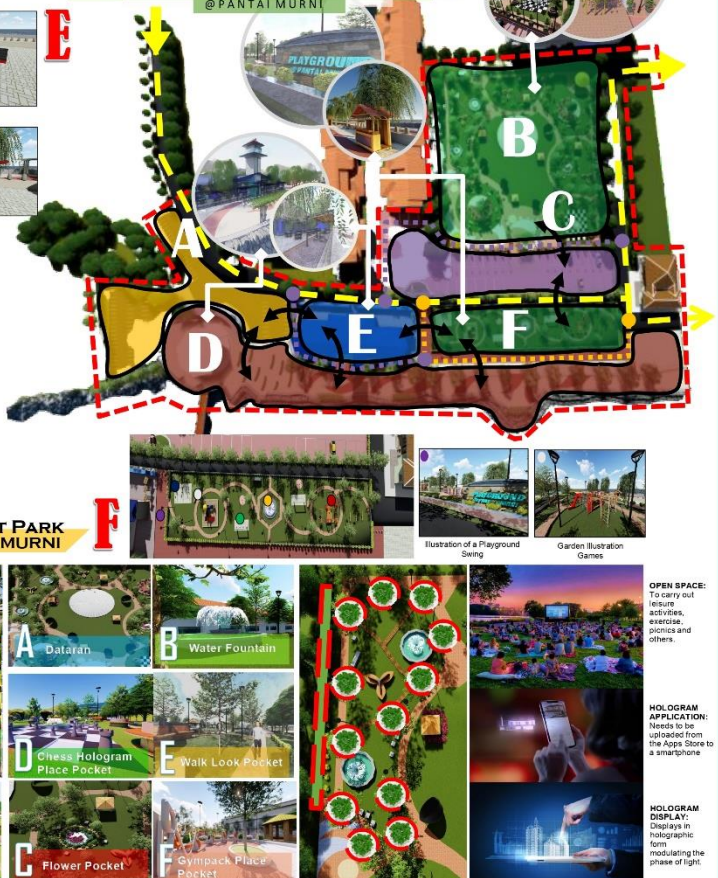 @PANTAI MURNI
E
PLAYGROUND
@PANTAI
B
C
A
D
E
F
T PARK
MURNI
F
PLAYGROUND
Illustration of a Playground
Swing
Garden Illustration
Games
A Dataran
B Water Fountain
D Chess Hologram
Place Pocket
E Walk Look Pocket
C Flower Pocket
F Gympack Place
Pocket
OPEN SPACE:
To carry out
leisure
activities,
exercise,
picnics and
others.
HOLOGRAM
APPLICATION:
Needs to be
uploaded from
the Apps Store to
a smartphone
HOLOGRAM
DISPLAY:
Displays in
holographic
form
modulating the
phase of light.